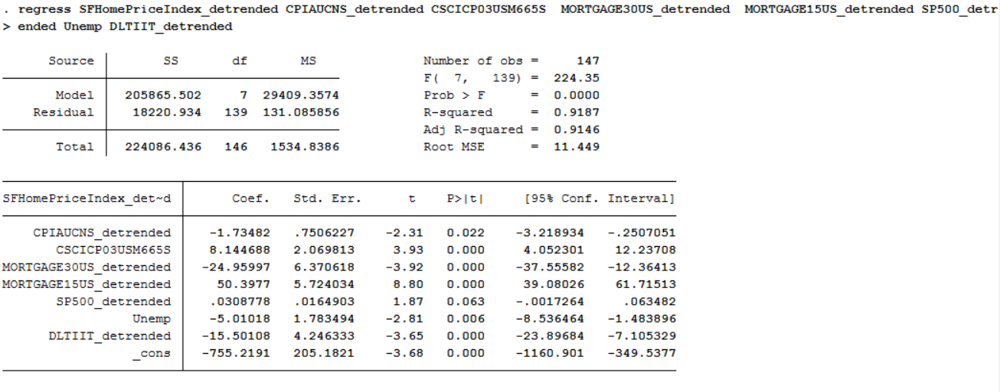 . regress SFHomePriceIndex_detrended CPIAUCNS_detrended CSCICP03USM665S  MORTGAGE30US_detrended  MORTGAGE15US_detrended SP500_detr
> ended Unemp DLTIIT_detrended
Source SS df MS Number of obs = 147
F( 7, 139) = 224.35
Model 205865.502 7 29409.3574 Prob > F = 0.0000
Residual 18220.934 139 131.085856 R-squared = 0.9187
Adj R-squared = 0.9146
Total 224086.436 146 1534.8386 Root MSE = 11.449
SFHomePriceIndex_det~d Coef. Std. Err. t P>|t| [95% Conf. Interval]
CPIAUCNS_detrended -1.73482 .7506227 -2.31 0.022 -3.218934 -.2507051
CSCICP03USM665S 8.144688 2.069813 3.93 0.000 4.052301 12.23708
MORTGAGE30US_detrended -24.95997 6.370618 -3.92 0.000 -37.55582 -12.36413
MORTGAGE15US_detrended 50.3977 5.724034 8.80 0.000 39.08026 61.71513
SP500_detrended .0308778 .0164903 1.87 0.063 -.0017264 .063482
Unemp -5.01018 1.783494 -2.81 0.006 -8.536464 -1.483896
DLTIIT_detrended -15.50108 4.246333 -3.65 0.000 -23.89684 -7.105329
_cons -755.2191 205.1821 -3.68 0.000 -1160.901 -349.5377